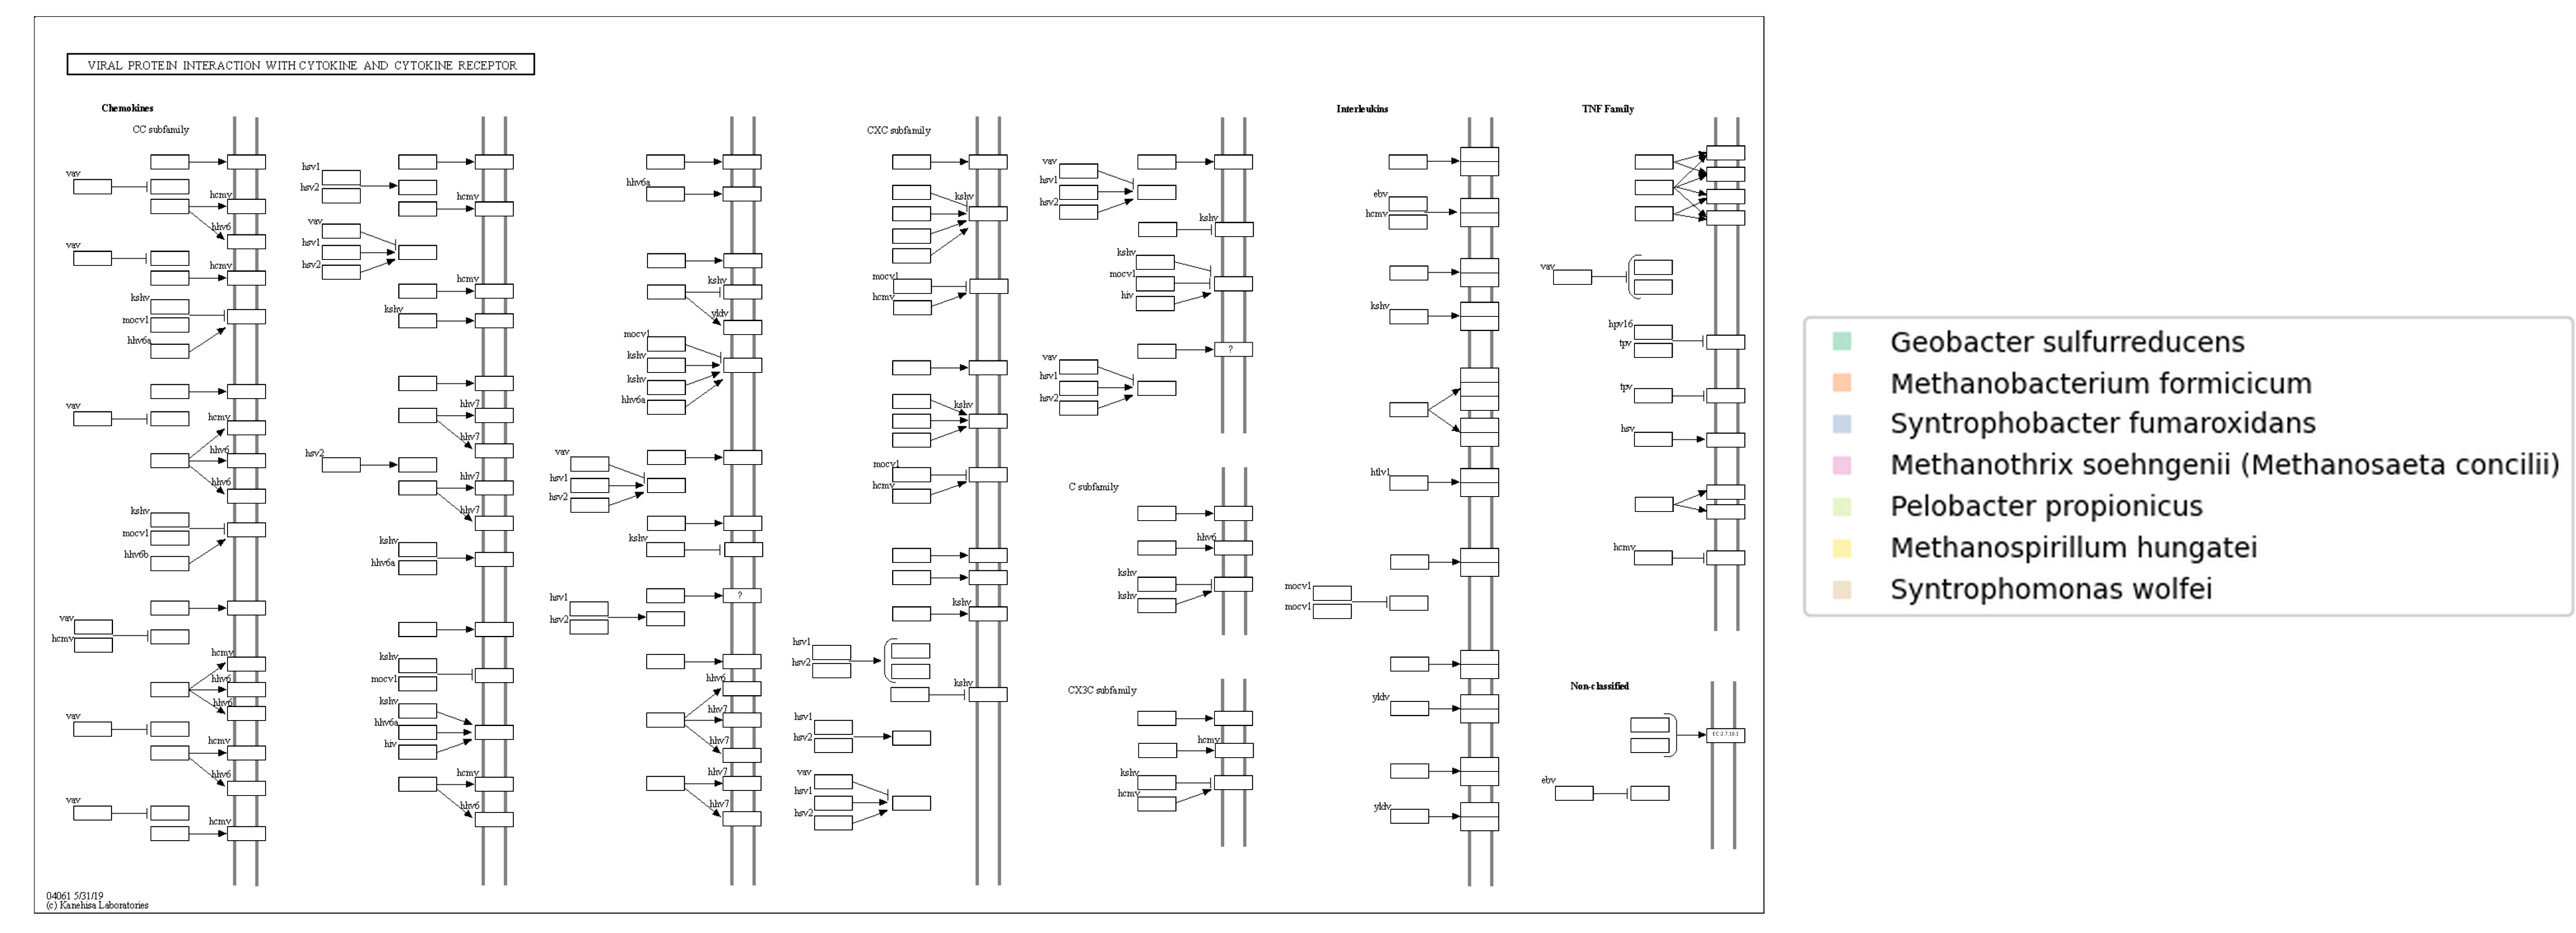 VIRAL PROTEIN INTERACTION WITH CYTOKINE AND CYTOKINE RECEPTOR
Chemokines
CC subfamily
vav
hcmv
hhv6
vav
hcmv
kshv
mocv1
hhv6a
vav
hcmv
hhv6
hhv6
kshv
mocv1
hhv6b
vav
hcmv
hcmv
hhv6
hhv6
vav
hcmv
hhv6
vav
hcmv
hsv1
hsv2
hcmv
vav
hsv1
hsv2
hcmv
kshv
hhv7
hhv7
hsv2
hhv7
hhv7
kshv
hhv6a
kshv
mocv1
kshv
hhv6a
hiv
hcmv
hhv6
hhv6a
kshv
yldv
mocv1
kshv
kshv
hhv6a
vav
hsv1
hsv2
kshv
hsv1
hsv2
?
hhv6
hhv7
hhv7
hhv7
hhv7
CXC subfamily
kshv
mocv1
hcmv
kshv
mocv1
hcmv
kshv
hsv1
hsv2
kshv
hsv1
hsv2
vav
hsv1
hsv2
vav
hsv1
hsv2
kshv
kshv
mocv1
hiv
?
vav
hsv1
hsv2
C subfamily
hhv6
kshv
kshv
CX3C subfamily
hcmv
kshv
hcmv
Interleukins
ebv
hcmv
kshv
htlv1
mocv1
mocv1
yldv
yldv
TNF Family
vav
hpv16
tpv
tpv
hsv
hcmv
Non-classified
EC:2.7.10.1
ebv
04061 5/31/19
(c) Kanehisa Laboratories
Geobacter sulfurreducens
Methanobacterium formicicum
Syntrophobacter fumaroxidans
Methanothrix soehngenii (Methanosaeta concilii)
Pelobacter propionicus
Methanospirillum hungatei
Syntrophomonas wolfei